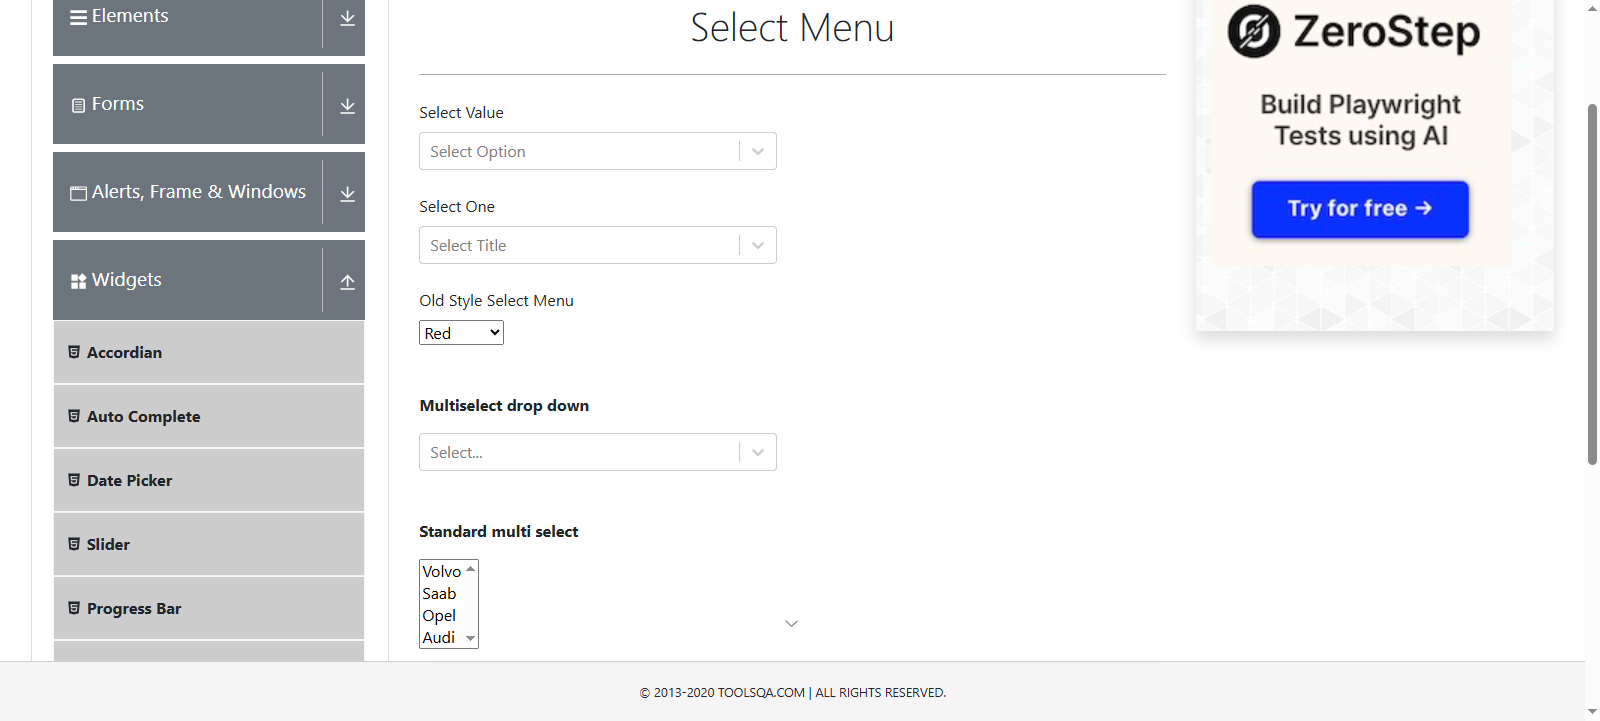 Elements
Forms
Alerts, Frame & Windows
Widgets
Accordian
Auto Complete
Date Picker
Slider
Progress Bar
Select Menu
Select Value
Select Option
Select One
Select Title
Old Style Select Menu
Red
Multiselect drop down
Select...
Standard multi select
Volvo
Saab
Opel
Audi
ZeroStep
Build Playwright
Tests using AI
Try for free →
© 2013-2020 TOOLSQA.COM | ALL RIGHTS RESERVED.